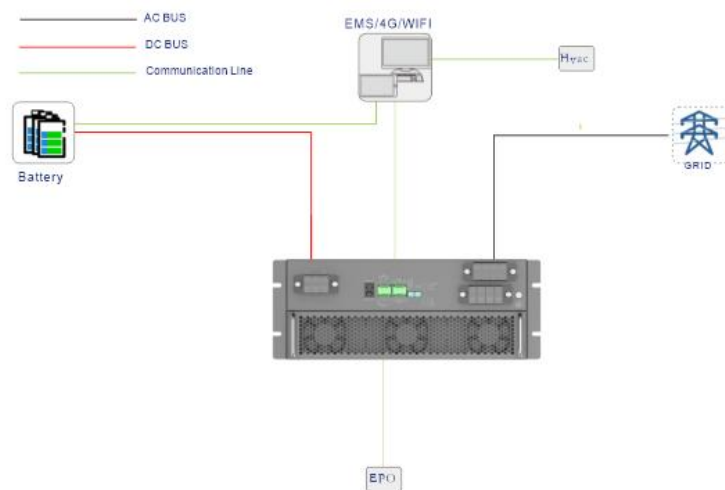 AC BUS
EMS/4G/WIFI
DC BUS
Communication Line
Hvac
Battery
GRID
EPO